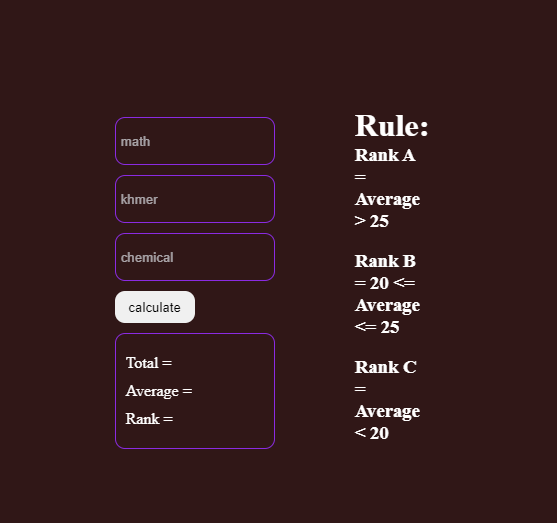 math
khmer
chemical
calculate
Total =
Average =
Rank =
Rule:
Rank A
=
Average
> 25
Rank B
= 20 <=
Average
<= 25
Rank C
=
Average
< 20